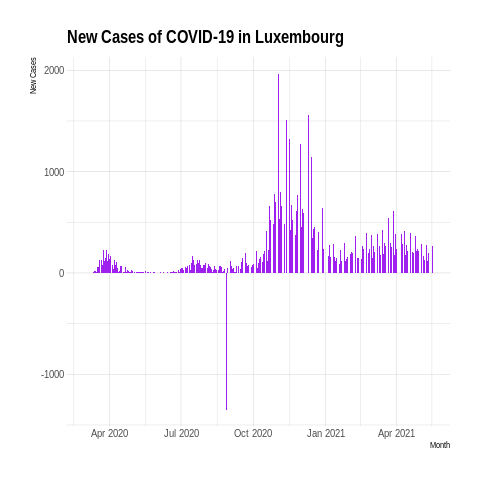 New Cases of COVID-19 in Luxembourg
New Cases
2000
1000
0
-1000
Apr 2020 Jul 2020 Oct 2020 Jan 2021 Apr 2021
Month